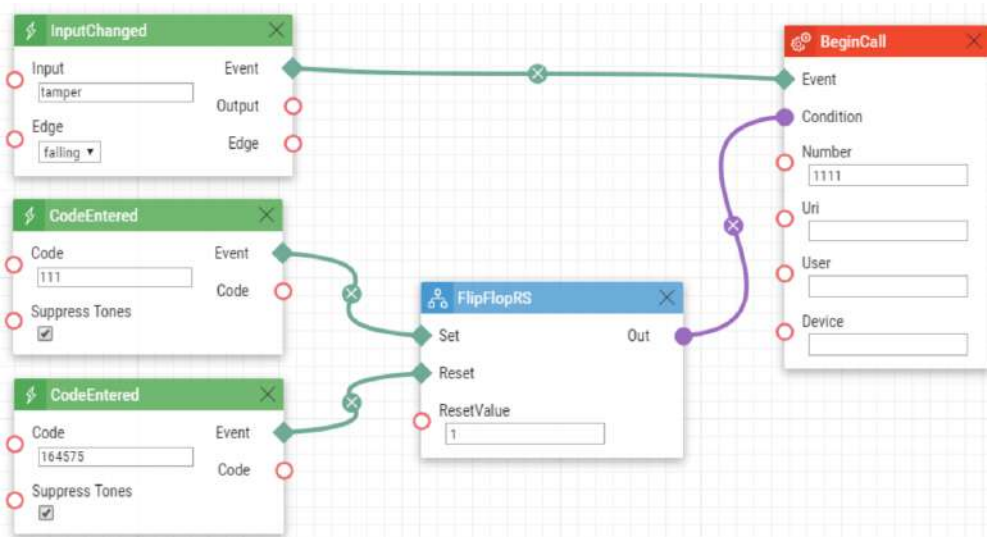 InputChanged
Input
Event
tamper
Output
Edge
falling
Edge
CodeEntered
Code
Event
111
Code
Suppress Tones
CodeEntered
Code
Event
164575
Code
Suppress Tones
FlipFlopRS
Set
Out
Reset
ResetValue
1
BeginCall
Event
Condition
Number
1111
Uri
User
Device